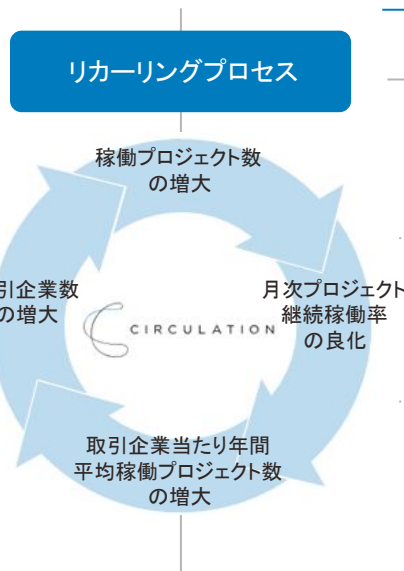 リカーリングプロセス
稼働プロジェクト数
の増大
月次プロジェクト
継続稼働率
の良化
取引企業当たり年間
平均稼働プロジェクト数
の増大
引企業数
の増大
CIRCULATION